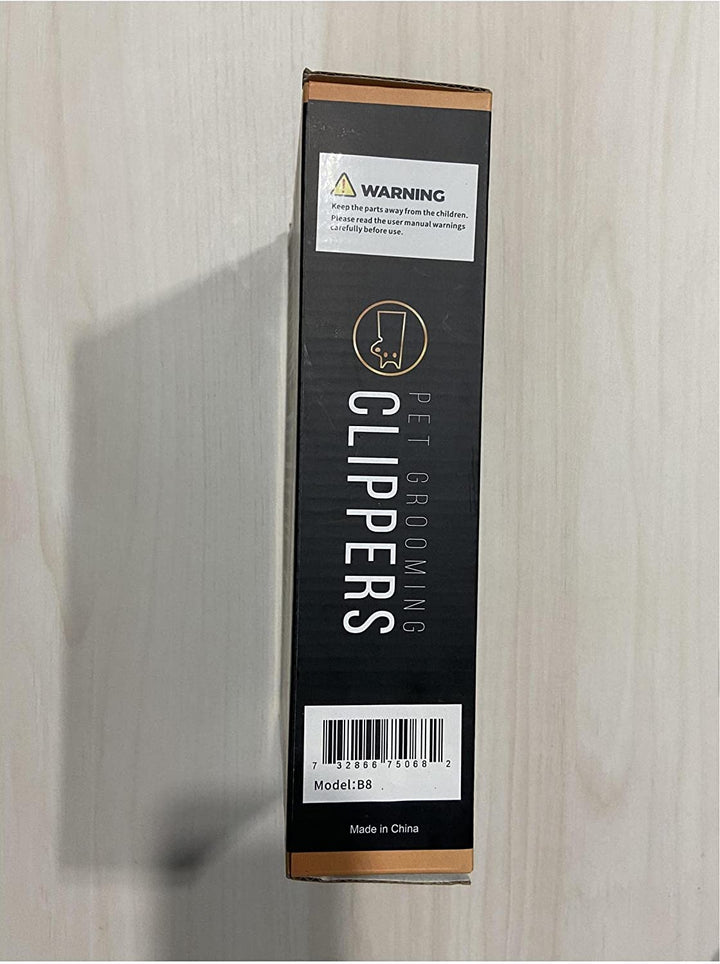 WARNING
Keep the parts away from the children.
Please read the user manual warnings
carefully before use.
PET GROOMING
CLIPPERS
7 32866 75068 2
Model:B8
Made in China